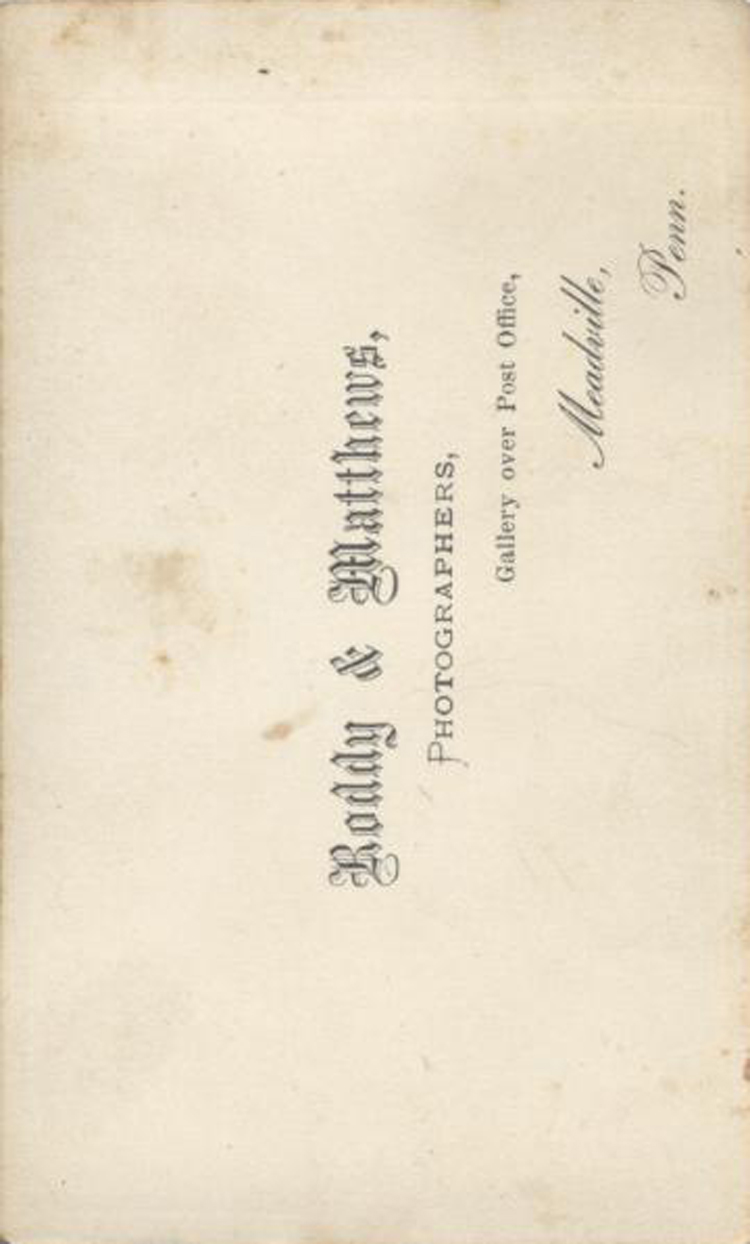 Roddy & Matthews,
PHOTOGRAPHERS,
Gallery over Post Office,
Meadville,
Penn.